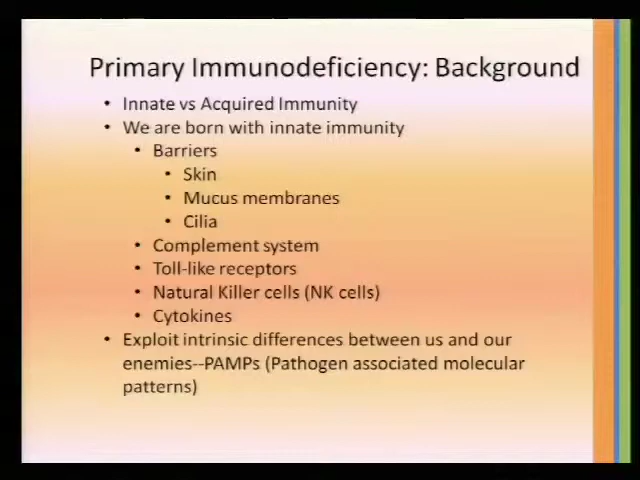 Primary Immunodeficiency: Background
• Innate vs Acquired Immunity
• We are born with innate immunity
• Barriers
• Skin
• Mucus membranes
• Cilia
• Complement system
• Toll-like receptors
• Natural Killer cells (NK cells)
• Cytokines
• Exploit intrinsic differences between us and our
enemies--PAMPs (Pathogen associated molecular
patterns)